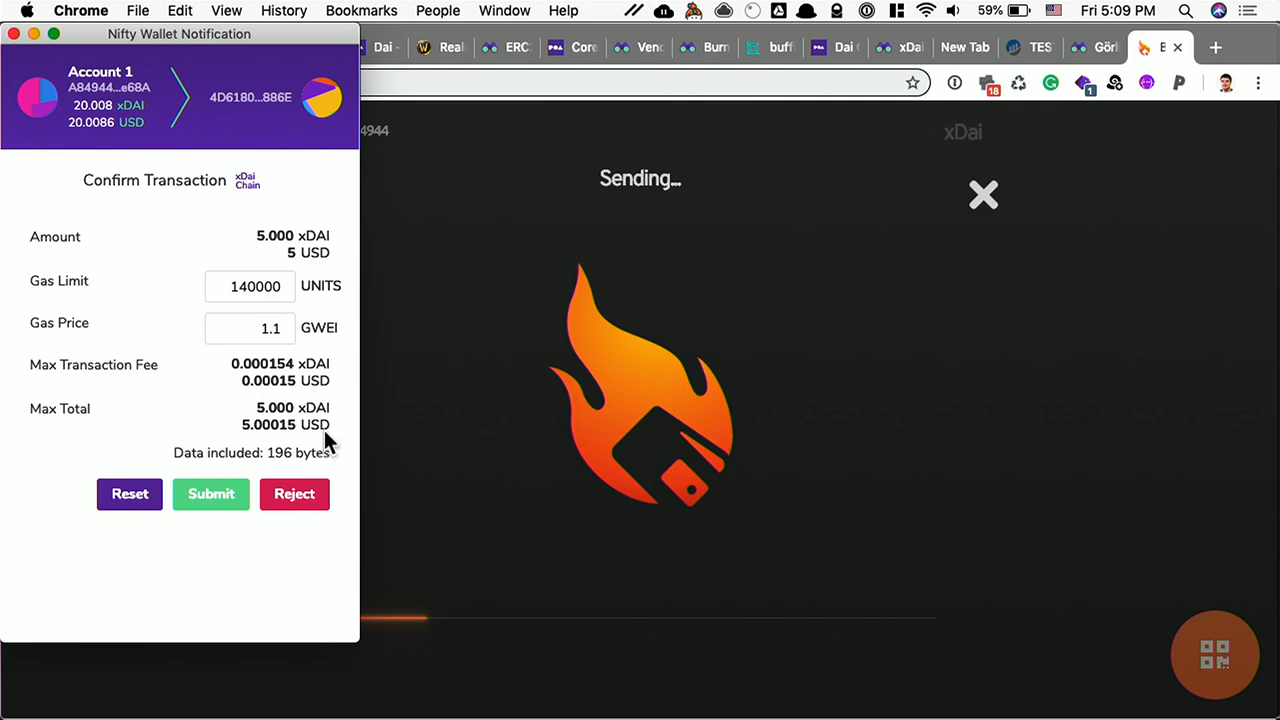 Chrome File Edit View History Bookmarks People Window Help 59% Fri 5:09 PM
Nifty Wallet Notification
Dai - Real ERC: Core Vend Burn buff Dai xDai New Tab TES Görl E
18 1
Account 1
A84944...e68A
20.008 xDAI
20.0086 USD
4D6180...886E
4944 xDai
Sending...
Confirm Transaction xDai Chain
Amount 5.000 xDAI
5 USD
Gas Limit 140000 UNITS
Gas Price 1.1 GWEI
Max Transaction Fee 0.000154 xDAI
0.00015 USD
Max Total 5.000 xDAI
5.00015 USD
Data included: 196 bytes
Reset Submit Reject